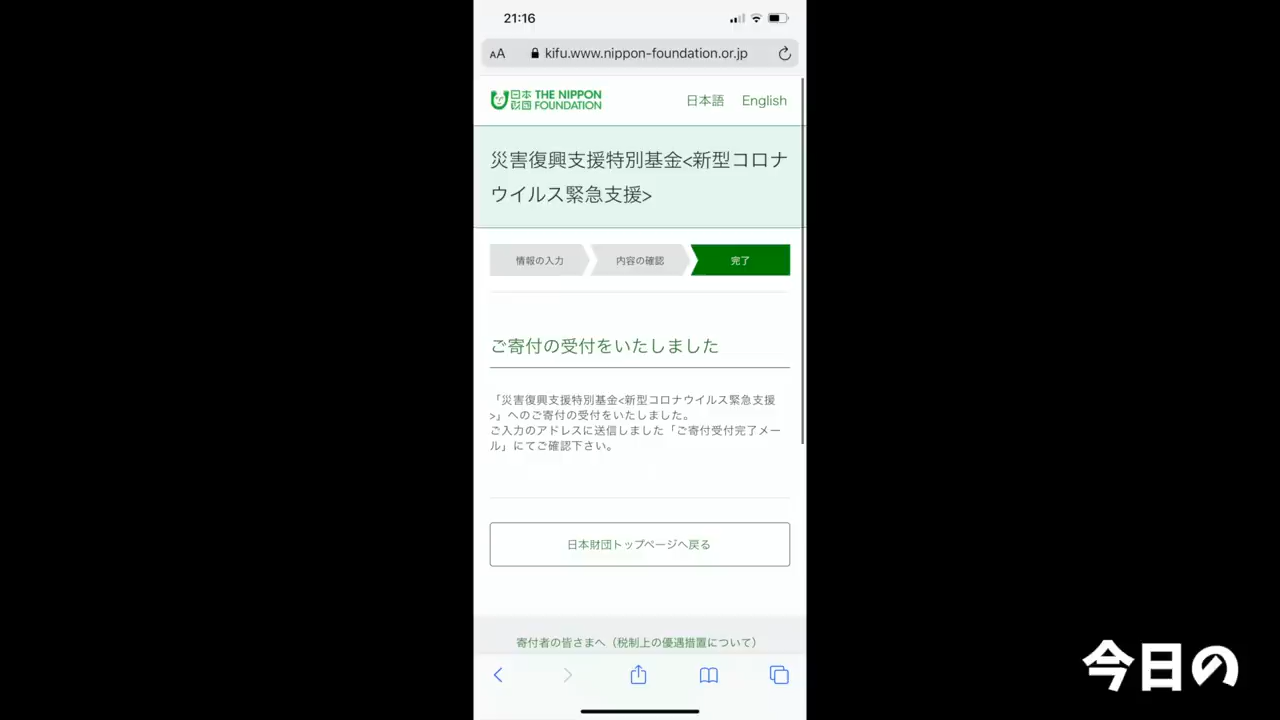 21:16
AA
kifu.www.nippon-foundation.or.jp
日本 THE NIPPON
財団 FOUNDATION
日本語 English
災害復興支援特別基金<新型コロナ
ウイルス緊急支援>
情報の入力
内容の確認
完了
ご寄付の受付をいたしました
「災害復興支援特別基金<新型コロナウイルス緊急支援
>」へのご寄付の受付をいたしました。
ご入力のアドレスに送信しました「ご寄付受付完了メー
ル」にてご確認下さい。
日本財団トップページへ戻る
寄付者の皆さまへ（税制上の優遇措置について）
今日の